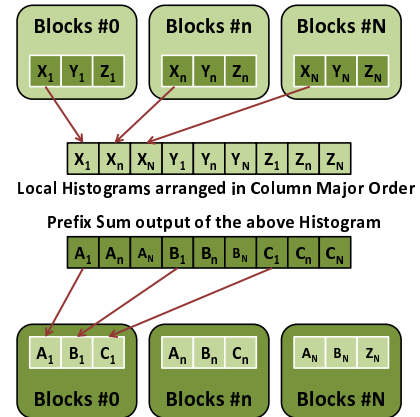 Blocks #0 Blocks #n Blocks #N
X1 Y1 Z1 Xn Yn Zn XN YN ZN
X1 Xn XN Y1 Yn YN Z1 Zn ZN
Local Histograms arranged in Column Major Order
Prefix Sum output of the above Histogram
A1 An AN B1 Bn BN C1 Cn CN
A1 B1 C1 An Bn Cn AN BN ZN
Blocks #0 Blocks #n Blocks #N